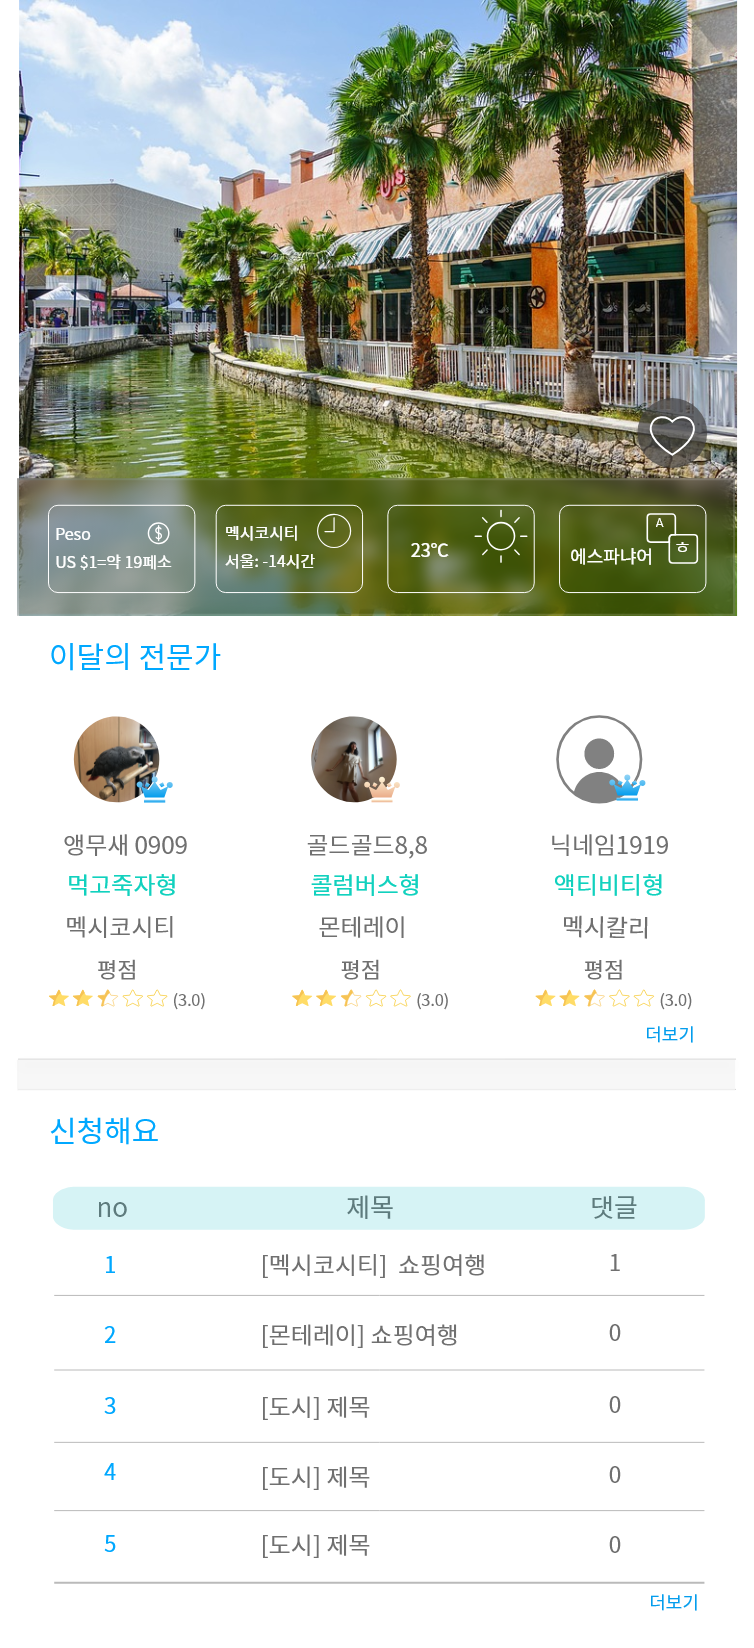 Peso
US $1=약 19페소
멕시코시티
서울: -14시간
23℃
에스파냐어
A
ㅎ
이달의 전문가
앵무새 0909
골드골드8,8
닉네임1919
먹고죽자형
콜럼버스형
액티비티형
멕시코시티
몬테레이
멕시칼리
평점
평점
평점
(3.0)
(3.0)
(3.0)
더보기
신청해요
no 제목 댓글
1 [멕시코시티] 쇼핑여행 1
2 [몬테레이] 쇼핑여행 0
3 [도시] 제목 0
4 [도시] 제목 0
5 [도시] 제목 0
더보기